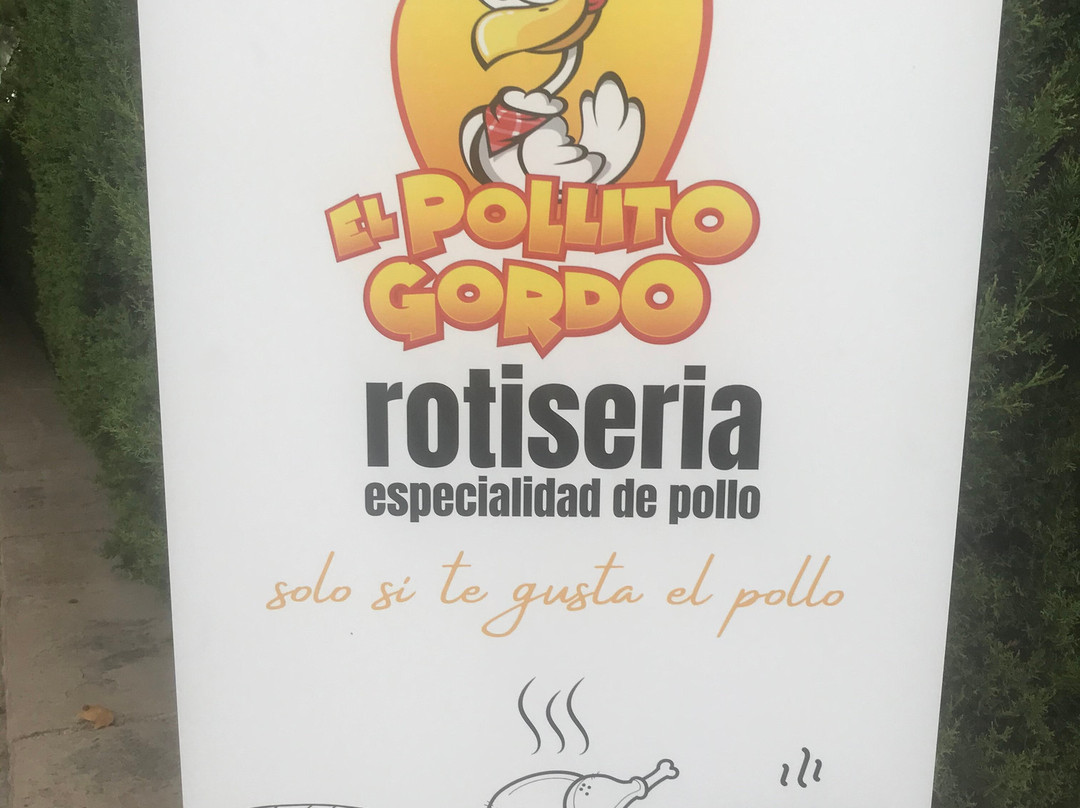 EL POLLITO
GORDO
rotiseria
especialidad de pollo
solo si te gusta el pollo